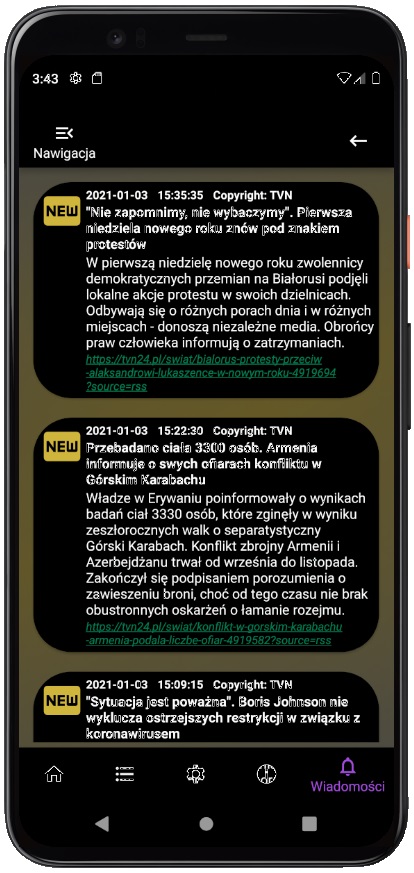 3:43
Nawigacja
2021-01-03 15:35:35 Copyright: TVN
NEW
"Nie zapomnimy, nie wybaczymy". Pierwsza
niedziela nowego roku znów pod znakiem
protestów
W pierwszą niedzielę nowego roku zwolennicy
demokratycznych przemian na Białorusi podjęli
lokalne akcje protestu w swoich dzielnicach.
Odbywają się o różnych porach dnia i w różnych
miejscach - donoszą niezależne media. Obrońcy
praw człowieka informują o zatrzymaniach.
https://tvn24.pl/swiat/bialorus-protesty-przeciw
-alaksandrowi-lukaszence-w-nowym-roku-4919694
?source=rss
2021-01-03 15:22:30 Copyright: TVN
NEW
Przebadano ciała 3300 osób. Armenia
informuje o swych ofiarach konfliktu w
Górskim Karabachu
Władze w Erywaniu poinformowały o wynikach
badań ciał 3330 osób, które zginęły w wyniku
zeszłorocznych walk o separatystyczny
Górski Karabach. Konflikt zbrojny Armenii i
Azerbejdżanu trwał od września do listopada.
Zakończył się podpisaniem porozumienia o
zawieszeniu broni, choć od tego czasu nie brak
obustronnych oskarżeń o łamanie rozejmu.
https://tvn24.pl/swiat/konflikt-w-gorskim-karabachu
-armenia-podala-liczbe-ofiar-4919582?source=rss
2021-01-03 15:09:15 Copyright: TVN
NEW
"Sytuacja jest poważna". Boris Johnson nie
wyklucza ostrzejszych restrykcji w związku z
koronawirusem
Wiadomości